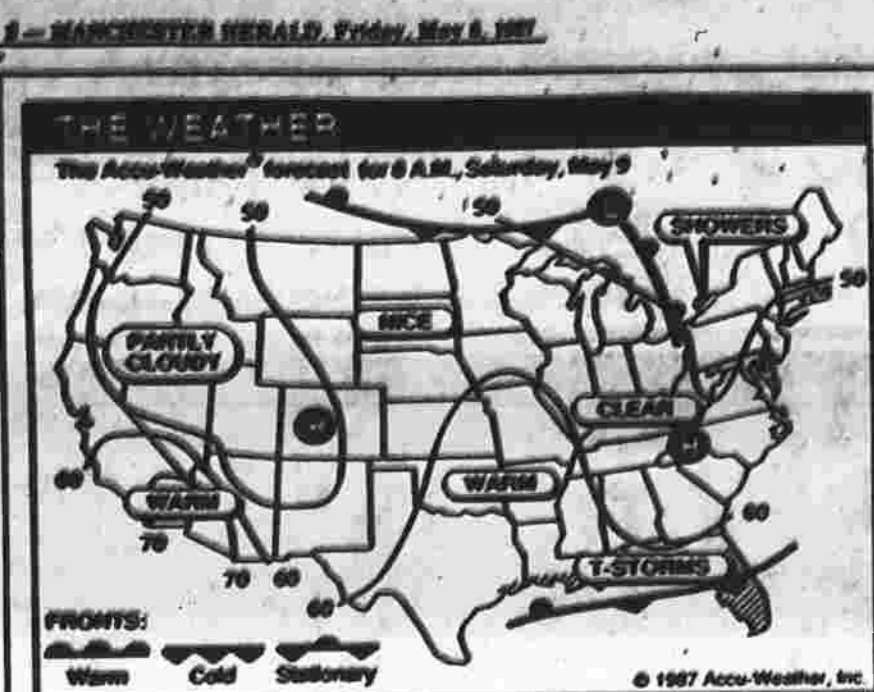 MANCHESTER HERALD, Friday, May 8, 1987
THE WEATHER
The Accu-Weather® forecast for 8 A.M., Saturday, May 9
50
50
50
L
SHOWERS
50
NICE
PARTLY
CLOUDY
CLEAR
H
60
WARM
WARM
60
70
70
60
60
T-STORMS
FRONTS:
Warm
Cold
Stationary
© 1987 Accu-Weather, Inc.